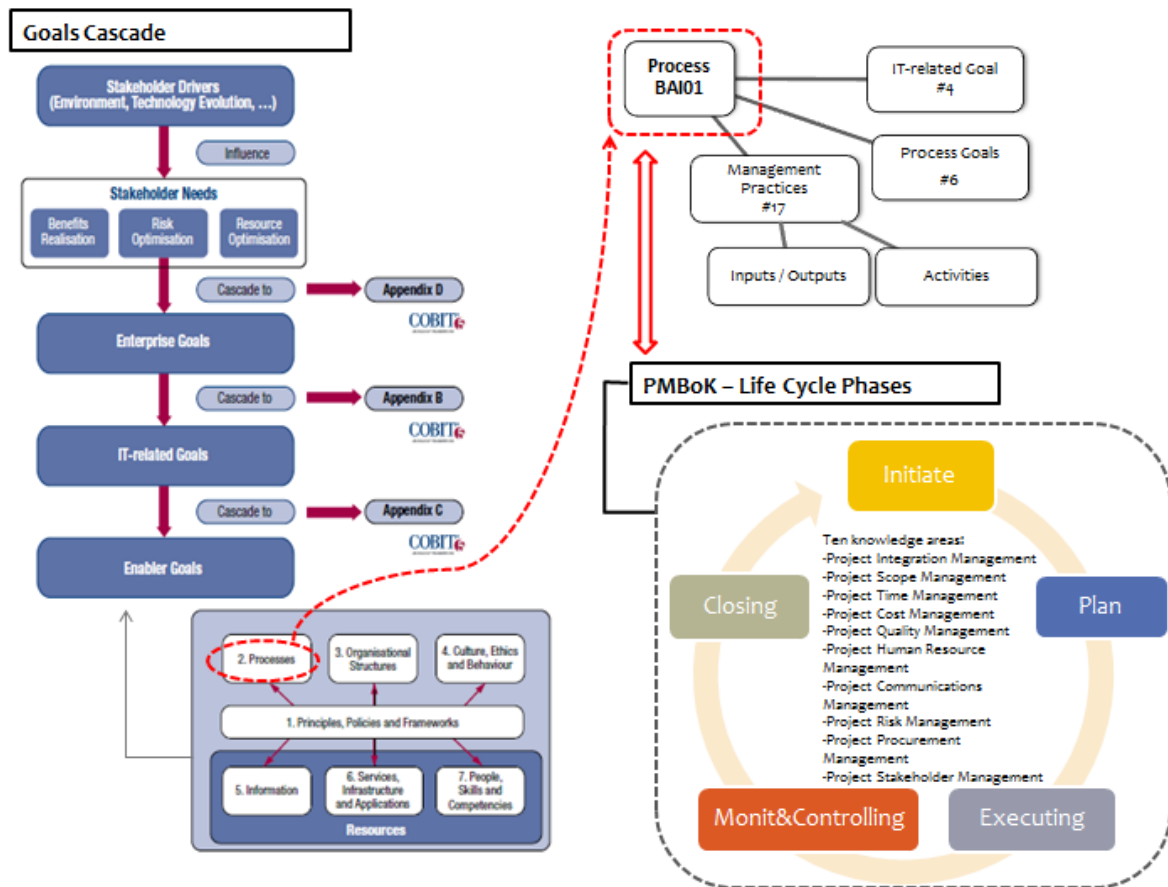 Goals Cascade
Stakeholder Drivers
(Environment, Technology Evolution, …)
Influence
Stakeholder Needs
Benefits
Realisation
Risk
Optimisation
Resource
Optimisation
Cascade to
Appendix D
COBIT 5
Enterprise Goals
Cascade to
Appendix B
COBIT 5
IT-related Goals
Cascade to
Appendix C
COBIT 5
Enabler Goals
2. Processes
3. Organisational
Structures
4. Culture, Ethics
and Behaviour
1. Principles, Policies and Frameworks
5. Information
6. Services,
Infrastructure
and Applications
7. People,
Skills and
Competencies
Resources
Process
BAI01
IT-related Goal
#4
Process Goals
#6
Management
Practices
#17
Inputs / Outputs
Activities
PMBoK – Life Cycle Phases
Initiate
Plan
Executing
Monit&Controlling
Closing
Ten knowledge areas:
-Project Integration Management
-Project Scope Management
-Project Time Management
-Project Cost Management
-Project Quality Management
-Project Human Resource
Management
-Project Communications
Management
-Project Risk Management
-Project Procurement
Management
-Project Stakeholder Management